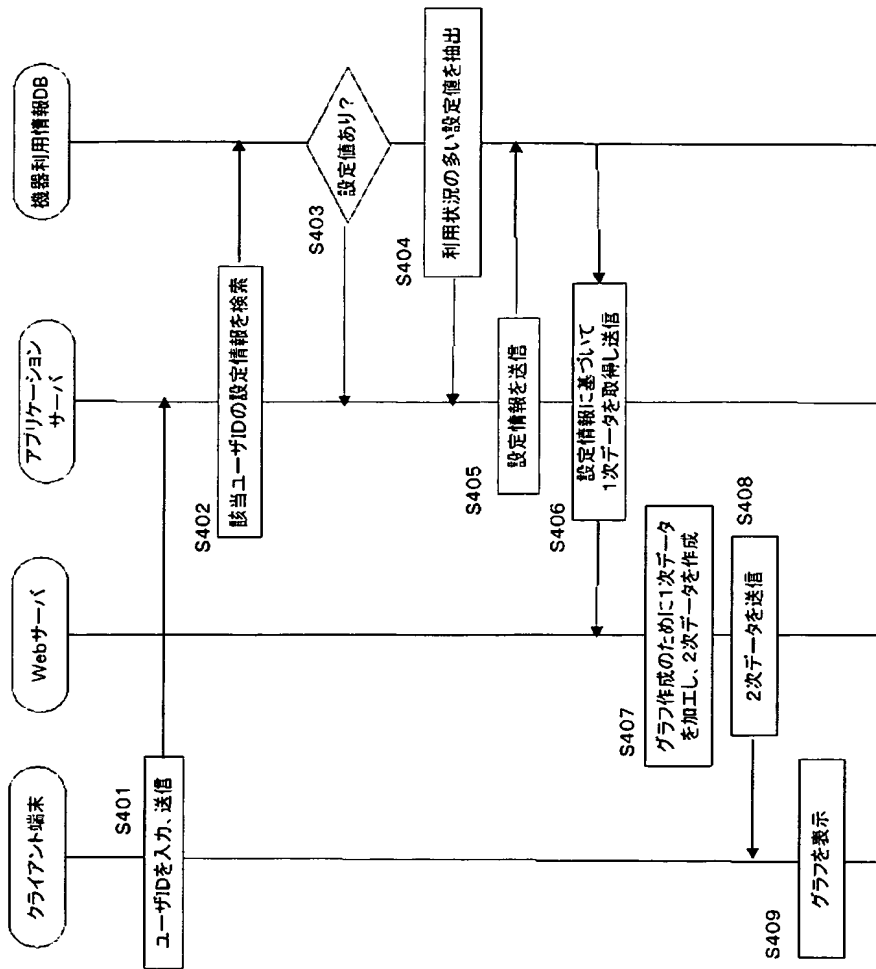 クライアント端末
Webサーバ
アプリケーション
サーバ
機器利用情報DB
S401
ユーザIDを入力、送信
S402
該当ユーザIDの設定情報を検索
S403
設定値あり？
S404
利用状況の多い設定値を抽出
S405
設定情報を送信
S406
設定情報に基づいて
1次データを取得し送信
S407
グラフ作成のために1次データ
を加工し、2次データを作成
S408
2次データを送信
S409
グラフを表示